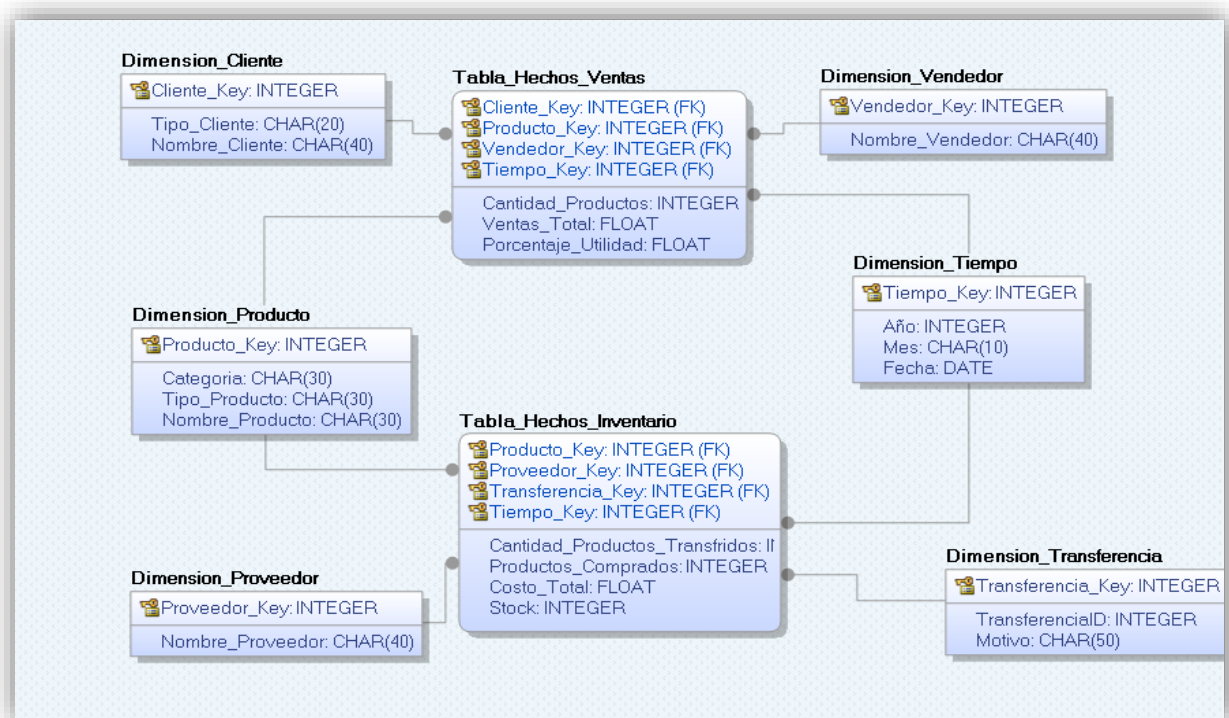 Dimension_Cliente
Cliente_Key: INTEGER
Tipo_Cliente: CHAR(20)
Nombre_Cliente: CHAR(40)
Tabla_Hechos_Ventas
Cliente_Key: INTEGER (FK)
Producto_Key: INTEGER (FK)
Vendedor_Key: INTEGER (FK)
Tiempo_Key: INTEGER (FK)
Cantidad_Productos: INTEGER
Ventas_Total: FLOAT
Porcentaje_Utilidad: FLOAT
Dimension_Vendedor
Vendedor_Key: INTEGER
Nombre_Vendedor: CHAR(40)
Dimension_Tiempo
Tiempo_Key: INTEGER
Año: INTEGER
Mes: CHAR(10)
Fecha: DATE
Dimension_Producto
Producto_Key: INTEGER
Categoria: CHAR(30)
Tipo_Producto: CHAR(30)
Nombre_Producto: CHAR(30)
Tabla_Hechos_Inventario
Producto_Key: INTEGER (FK)
Proveedor_Key: INTEGER (FK)
Transferencia_Key: INTEGER (FK)
Tiempo_Key: INTEGER (FK)
Cantidad_Productos_Transfridos:
Productos_Comprados: INTEGER
Costo_Total: FLOAT
Stock: INTEGER
Dimension_Proveedor
Proveedor_Key: INTEGER
Nombre_Proveedor: CHAR(40)
Dimension_Transferencia
Transferencia_Key: INTEGER
TransferenciaID: INTEGER
Motivo: CHAR(50)